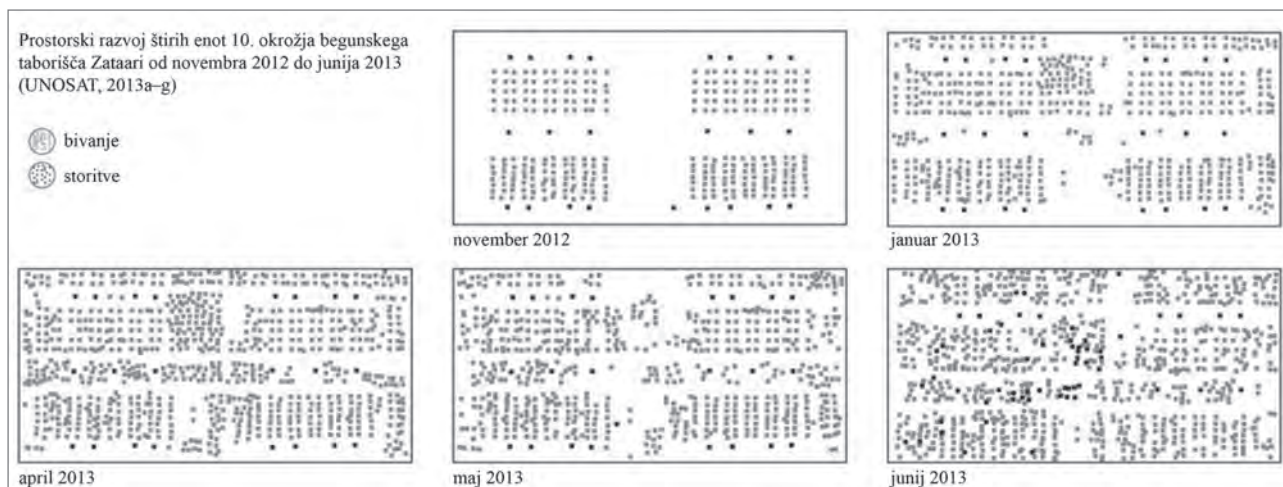 Prostorski razvoj štirih enot 10. okrožja begunskega
taborišča Zataari od novembra 2012 do junija 2013
(UNOSAT, 2013a–g)
bivanje
storitve
november 2012
januar 2013
april 2013
maj 2013
junij 2013